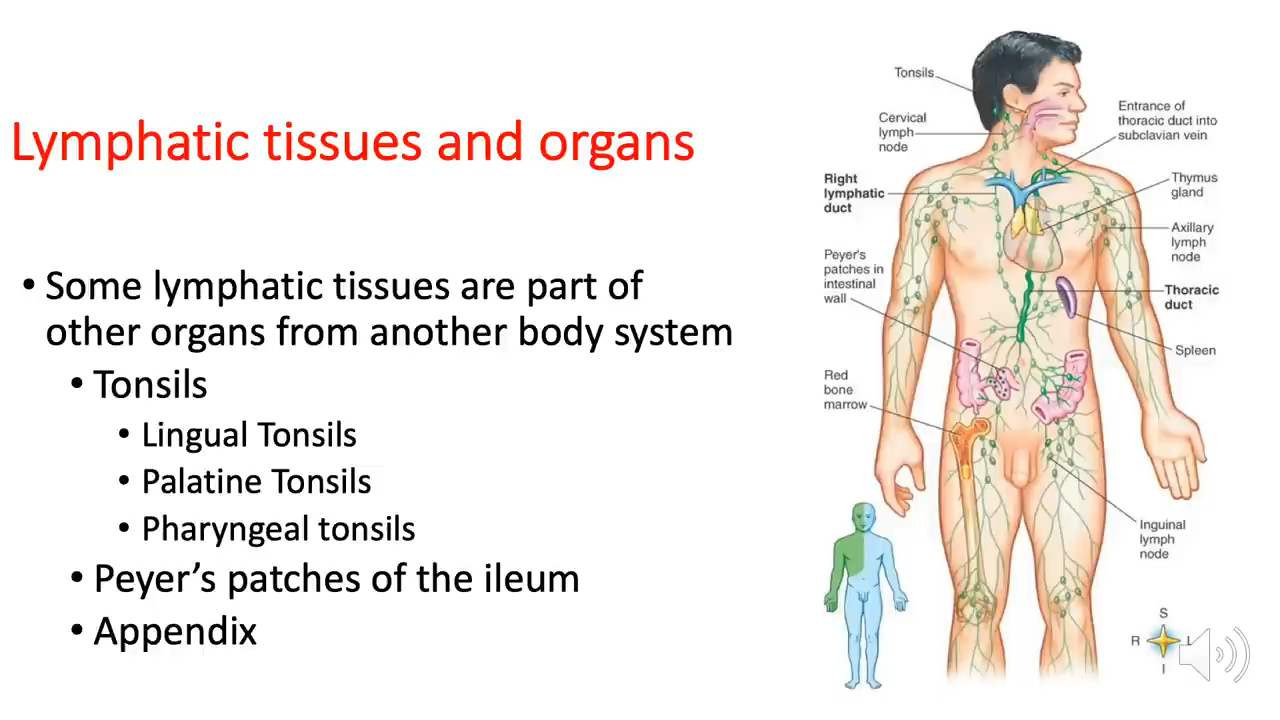 Lymphatic tissues and organs
• Some lymphatic tissues are part of
other organs from another body system
• Tonsils
• Lingual Tonsils
• Palatine Tonsils
• Pharyngeal tonsils
• Peyer’s patches of the ileum
• Appendix
Tonsils
Cervical
lymph
node
Right
lymphatic
duct
Peyer's
patches in
intestinal
wall
Red
bone
marrow
Entrance of
thoracic duct into
subclavian vein
Thymus
gland
Axillary
lymph
node
Thoracic
duct
Spleen
Inguinal
lymph
node
S
R L
I